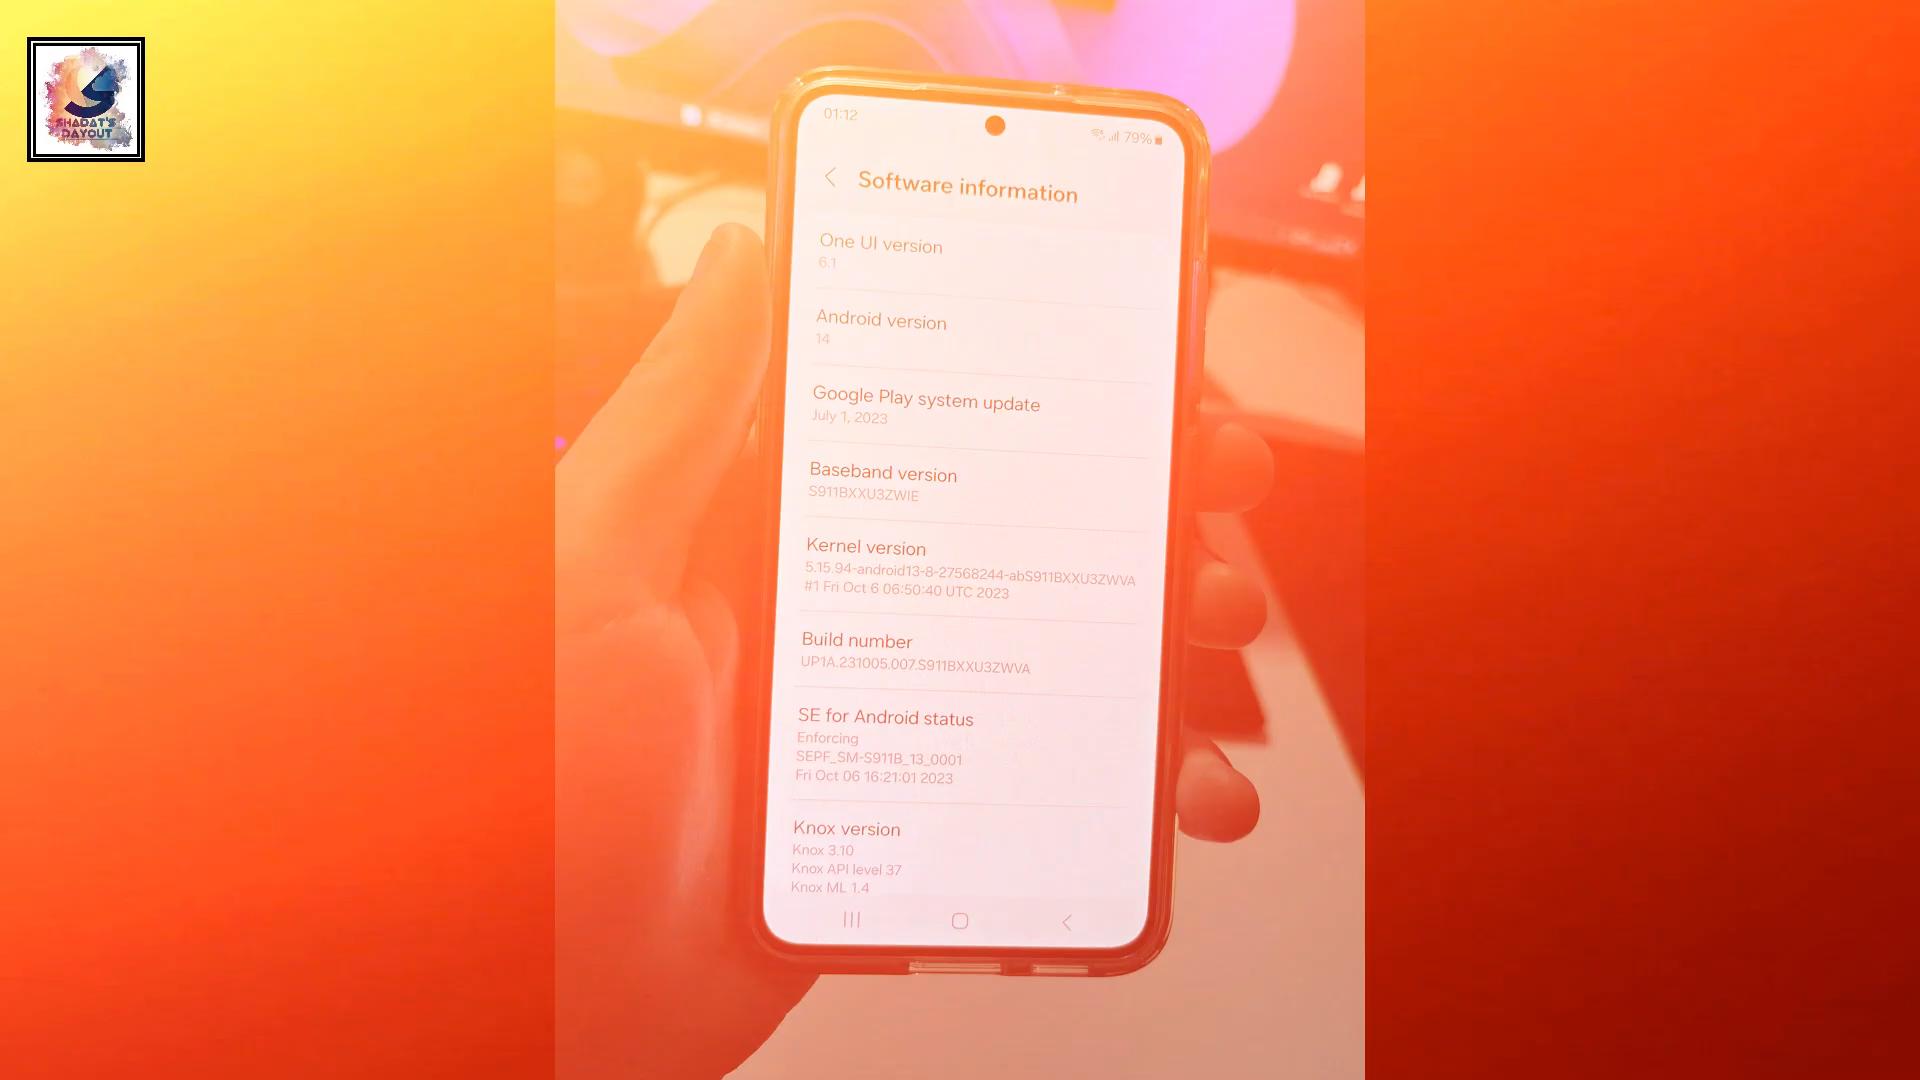 SHADAT'S
DAYOUT
01:12
79%
Software information
One UI version
6.1
Android version
14
Google Play system update
July 1, 2023
Baseband version
S911BXXU3ZWIE
Kernel version
5.15.94-android13-8-27568244-abS911BXXU3ZWVA
#1 Fri Oct 6 06:50:40 UTC 2023
Build number
UP1A.231005.007.S911BXXU3ZWVA
SE for Android status
Enforcing
SEPF_SM-S911B_13_0001
Fri Oct 06 16:21:01 2023
Knox version
Knox 3.10
Knox API level 37
Knox ML 1.4